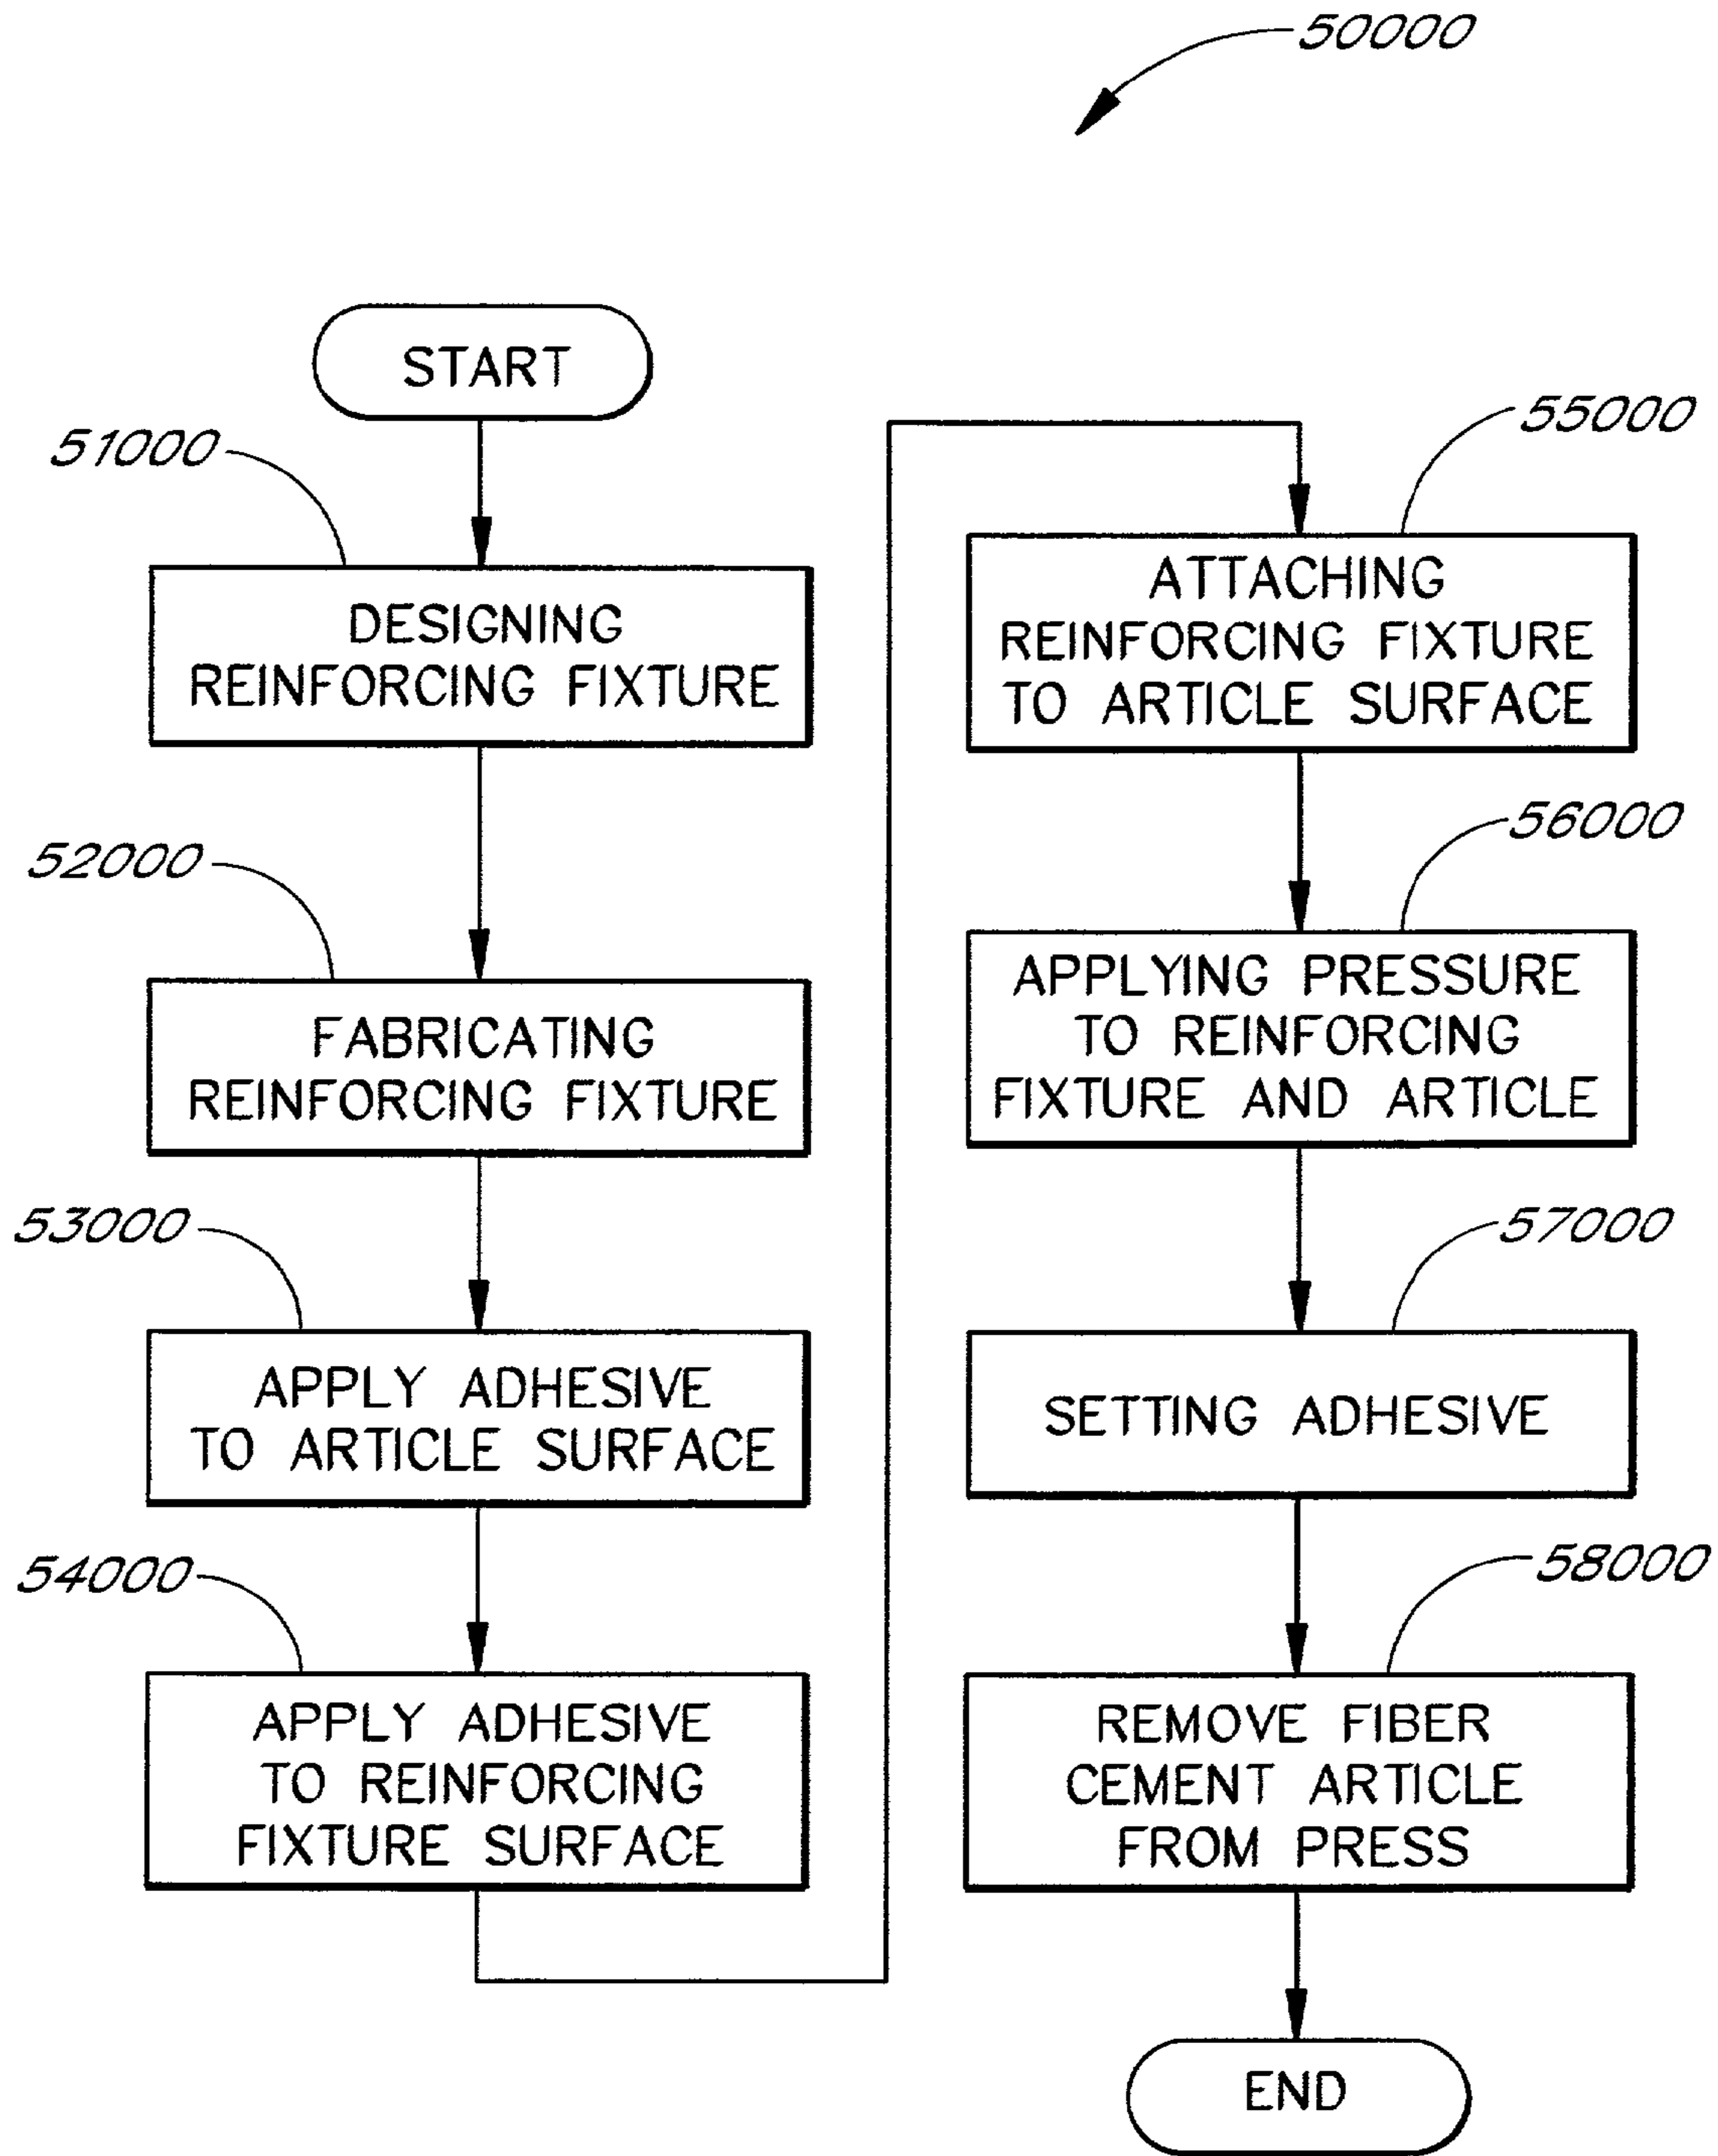 50000
START
51000
DESIGNING
REINFORCING FIXTURE
52000
FABRICATING
REINFORCING FIXTURE
53000
APPLY ADHESIVE
TO ARTICLE SURFACE
54000
APPLY ADHESIVE
TO REINFORCING
FIXTURE SURFACE
55000
ATTACHING
REINFORCING FIXTURE
TO ARTICLE SURFACE
56000
APPLYING PRESSURE
TO REINFORCING
FIXTURE AND ARTICLE
57000
SETTING ADHESIVE
58000
REMOVE FIBER
CEMENT ARTICLE
FROM PRESS
END